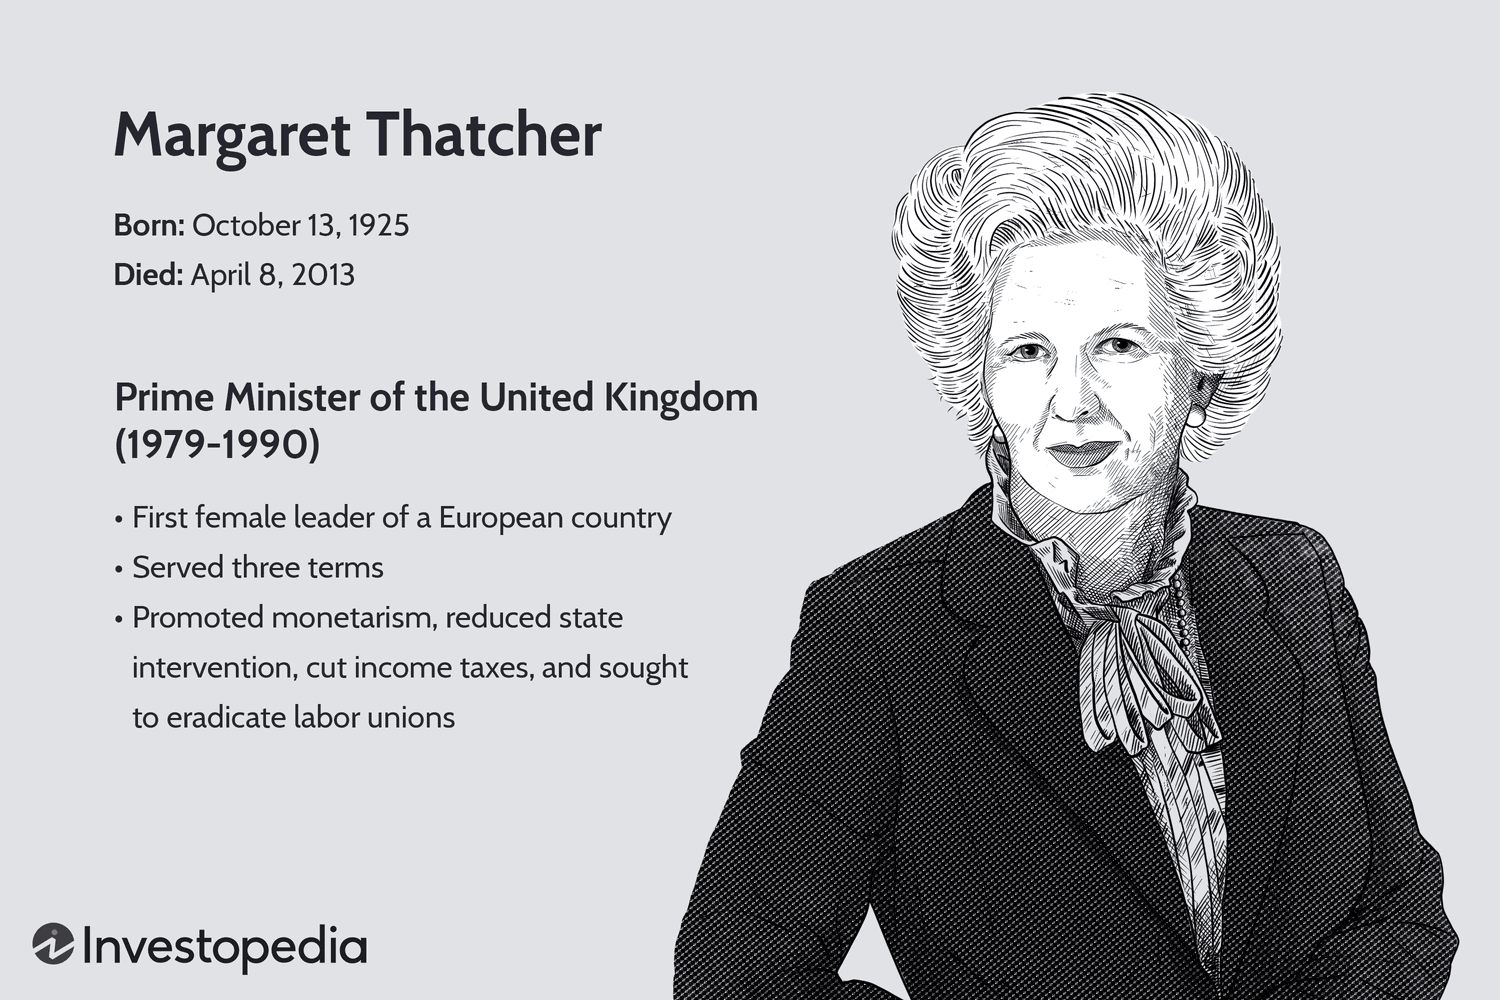 Margaret Thatcher
Born: October 13, 1925
Died: April 8, 2013
Prime Minister of the United Kingdom
(1979-1990)
• First female leader of a European country
• Served three terms
• Promoted monetarism, reduced state
intervention, cut income taxes, and sought
to eradicate labor unions
Investopedia